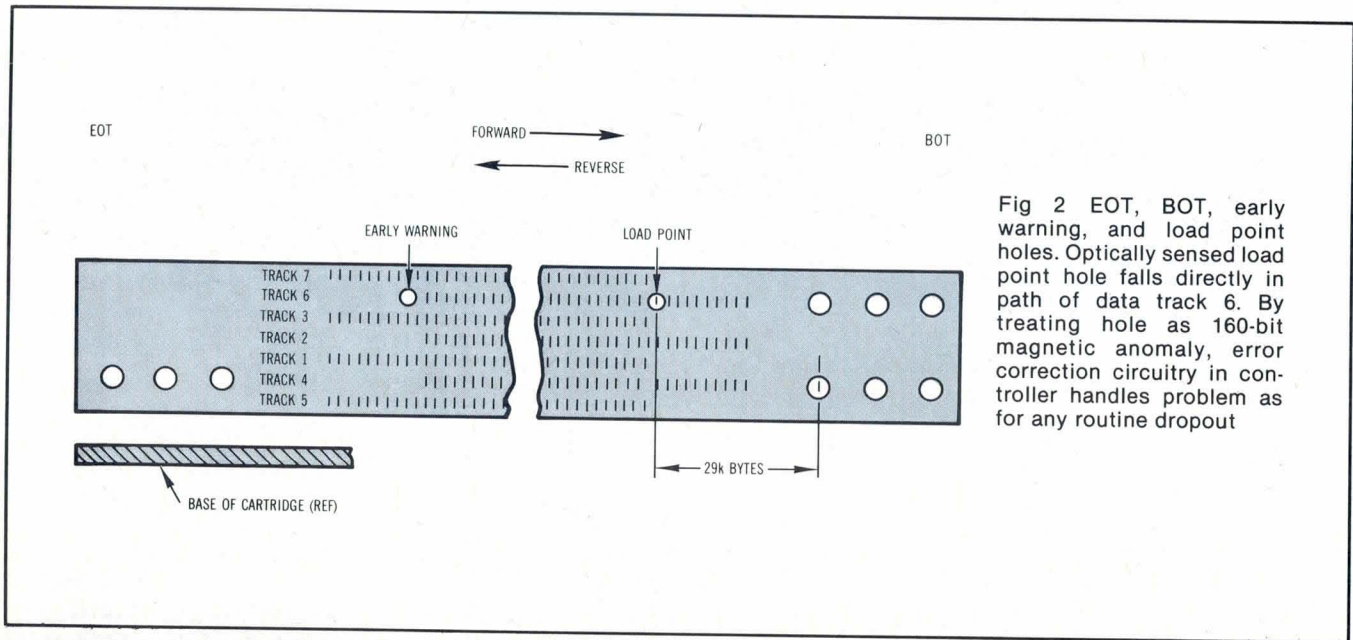 EOT
FORWARD
BOT
REVERSE
EARLY WARNING
LOAD POINT
TRACK 7
TRACK 6
TRACK 3
TRACK 2
TRACK 1
TRACK 4
TRACK 5
29k BYTES
BASE OF CARTRIDGE (REF)
Fig 2 EOT, BOT, early
warning, and load point
holes. Optically sensed load
point hole falls directly in
path of data track 6. By
treating hole as 160-bit
magnetic anomaly, error
correction circuitry in con-
troller handles problem as
for any routine dropout